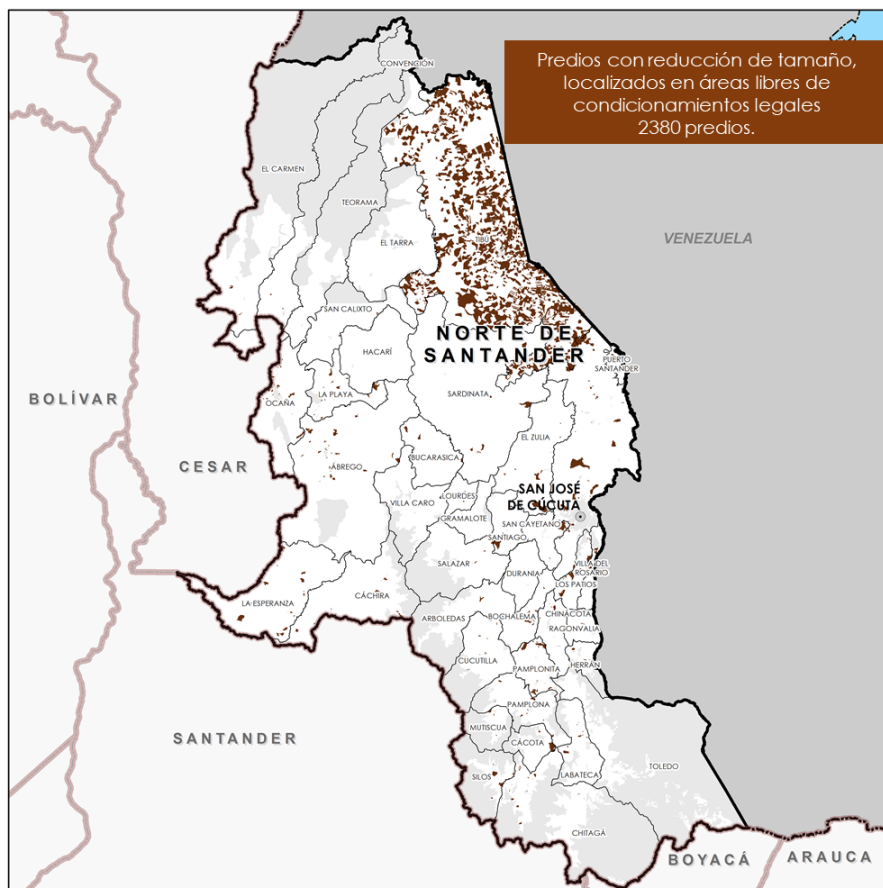 Predios con reducción de tamaño,
localizados en áreas libres de
condicionamientos legales
2380 predios.
CONVENCIÓN
EL CARMEN
TEORAMA
EL TARRA
TIBÚ
VENEZUELA
SAN CALIXTO
NORTE DE
SANTANDER
HACARÍ
PUERTO
SANTANDER
BOLÍVAR
OCAÑA
LA PLAYA
SARDINATA
CESAR
ÁBREGO
BUCARASICA
EL ZULIA
VILLA CARO
LOURDES
GRAMALOTE
SAN JOSÉ
DE CÚCUTA
SAN CAYETANO
SANTIAGO
SALAZAR
DURANIA
VILLA DEL
ROSARIO
LOS PATIOS
LA ESPERANZA
CÁCHIRA
ARBOLEDAS
BOCHALEMA
CHINÁCOTA
RAGONVALIA
CUCUTILLA
PAMPLONITA
HERRÁN
PAMPLONA
MUTISCUA
CÁCOTA
SANTANDER
SILOS
LABATECA
TOLEDO
CHITAGÁ
BOYACÁ
ARAUCA